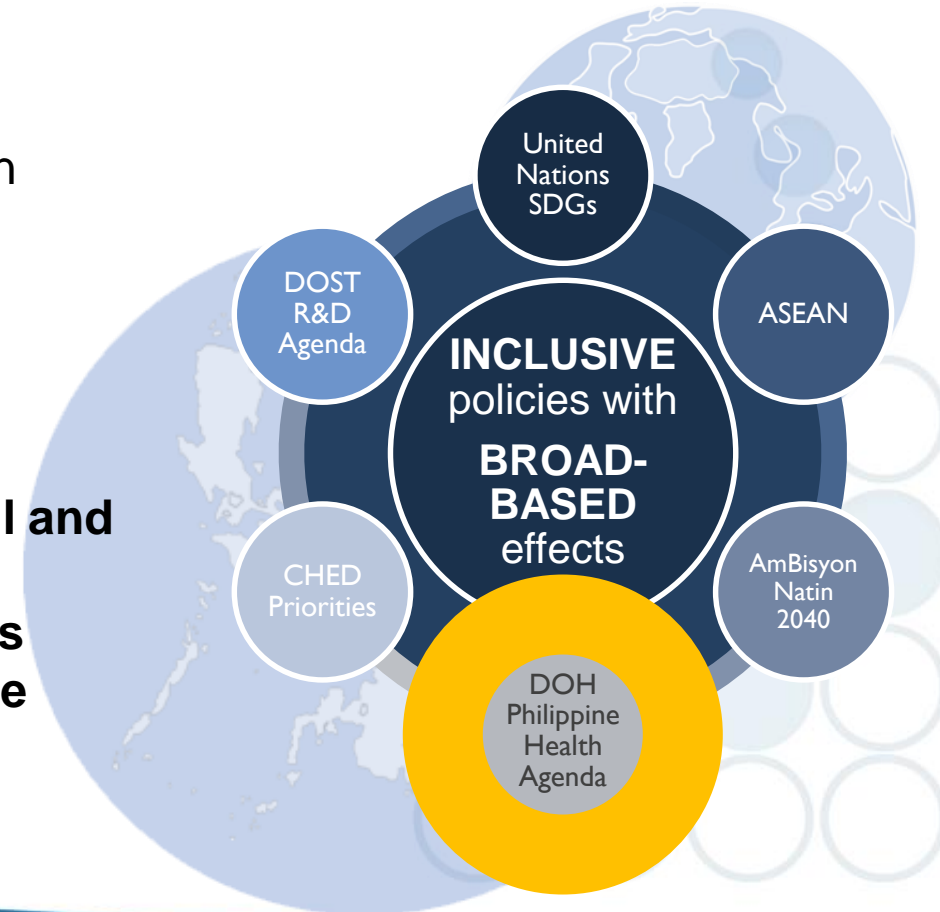 and
United
Nations
SDGs
ASEAN
AmBisyon
Natin
2040
DOH
Philippine
Health
Agenda
CHED
Priorities
DOST
R&D
Agenda
INCLUSIVE
policies with
BROAD-
BASED
effects